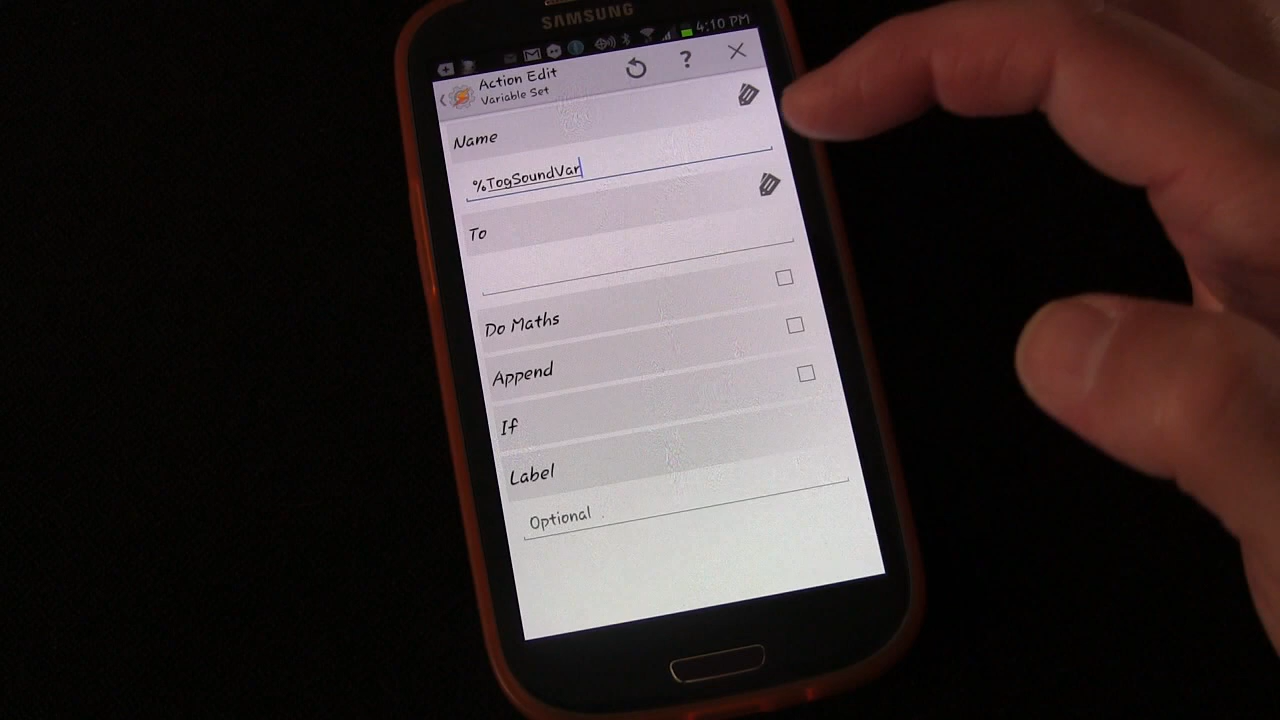 SAMSUNG
4:10 PM
Action Edit
Variable Set
?
Name
%TogSoundVar
To
Do Maths
Append
If
Label
Optional